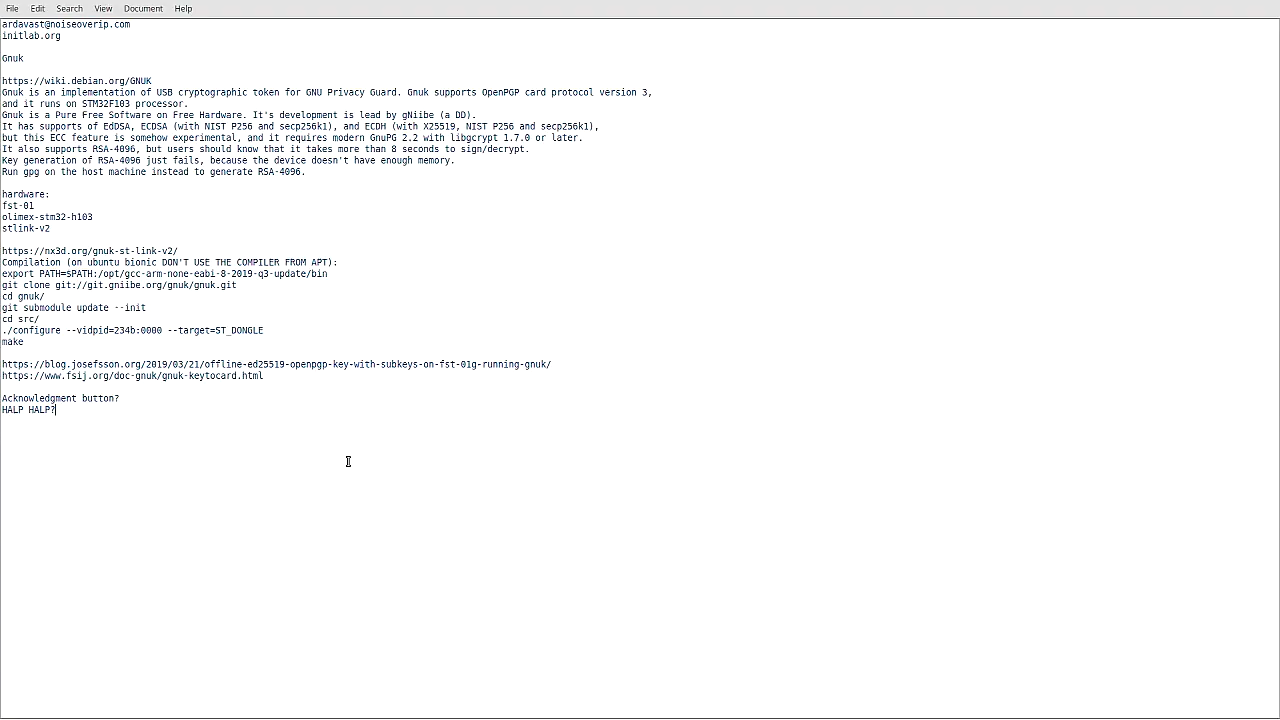 File Edit Search View Document Help
ardavast@noiseoverip.com
initlab.org
Gnuk
https://wiki.debian.org/GNUK
Gnuk is an implementation of USB cryptographic token for GNU Privacy Guard. Gnuk supports OpenPGP card protocol version 3,
and it runs on STM32F103 processor.
Gnuk is a Pure Free Software on Free Hardware. It's development is lead by gNiibe (a DD).
It has supports of EdDSA, ECDSA (with NIST P256 and secp256k1), and ECDH (with X25519, NIST P256 and secp256k1),
but this ECC feature is somehow experimental, and it requires modern GnuPG 2.2 with libgcrypt 1.7.0 or later.
It also supports RSA-4096, but users should know that it takes more than 8 seconds to sign/decrypt.
Key generation of RSA-4096 just fails, because the device doesn't have enough memory.
Run gpg on the host machine instead to generate RSA-4096.
hardware:
fst-01
olimex-stm32-h103
stlink-v2
https://nx3d.org/gnuk-st-link-v2/
Compilation (on ubuntu bionic DON'T USE THE COMPILER FROM APT):
export PATH=$PATH:/opt/gcc-arm-none-eabi-8-2019-q3-update/bin
git clone git://git.gniibe.org/gnuk/gnuk.git
cd gnuk/
git submodule update --init
cd src/
./configure --vidpid=234b:0000 --target=ST_DONGLE
make
https://blog.josefsson.org/2019/03/21/offline-ed25519-openpgp-key-with-subkeys-on-fst-01g-running-gnuk/
https://www.fsij.org/doc-gnuk/gnuk-keytocard.html
Acknowledgment button?
HALP HALP?